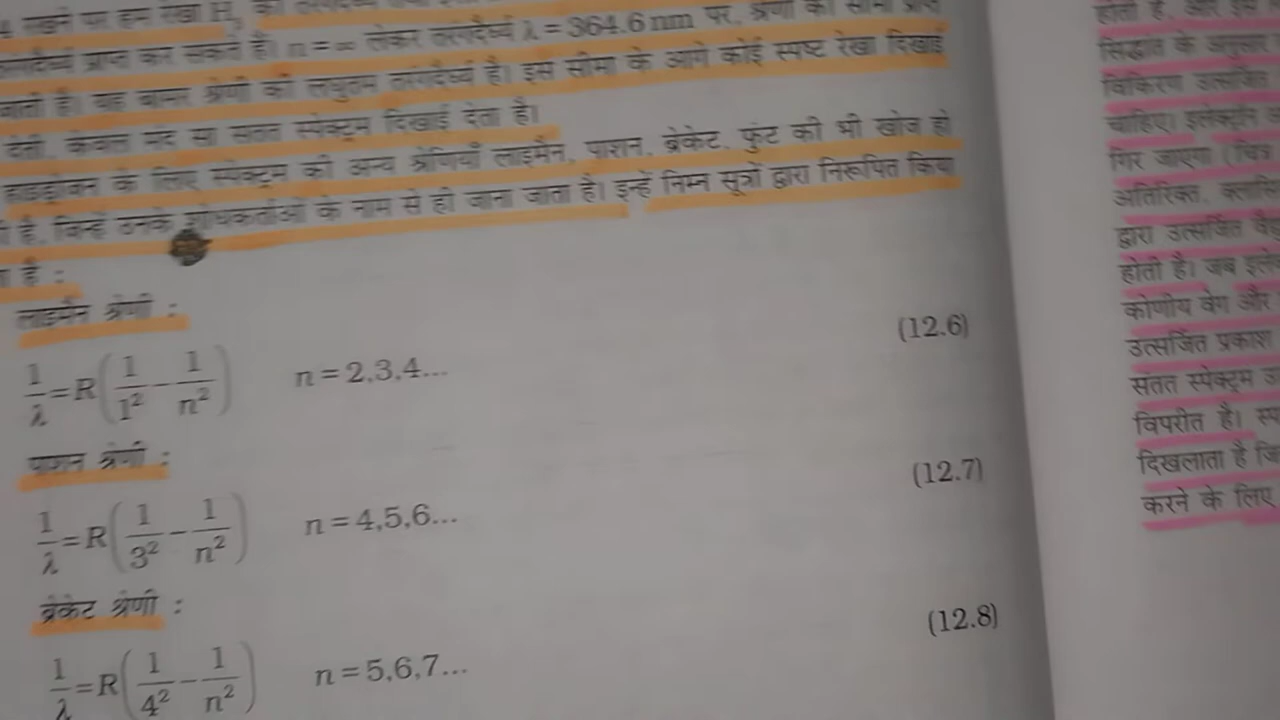 4 रखने पर हम रेखा H
तरंगदैर्ध्य प्राप्त कर सकते हैं। n = ∞ लेकर तरंगदैर्ध्य λ = 364.6 nm पर, श्रेणी की सीमा प्राप्त
जाती है। यह बामर श्रेणी की लघुतम तरंगदैर्ध्य है। इस सीमा के आगे कोई स्पष्ट रेखा दिखाई
देती, केवल मंद सा सतत स्पेक्ट्रम दिखाई देता है।
हाइड्रोजन के लिए स्पेक्ट्रम की अन्य श्रेणियाँ लाइमैन, पाशन, ब्रेकेट, फुंट की भी खोज हो
है, जिन्हें उनके शोधकर्ताओं के नाम से ही जाना जाता है। इन्हें निम्न सूत्रों द्वारा निरूपित किया
है :
लाइमैन श्रेणी :
1/λ = R(1/1² − 1/n²) n = 2,3,4... (12.6)
पाशन श्रेणी :
1/λ = R(1/3² − 1/n²) n = 4,5,6... (12.7)
ब्रेकेट श्रेणी :
1/λ = R(1/4² − 1/n²) n = 5,6,7... (12.8)
सिद्धांत के अनुसार
विकिरण उत्सर्जित
चाहिए। इलेक्ट्रॉन
गिर जाएगा (चित्र
अतिरिक्त, क्लासि
द्वारा उत्सर्जित
होती है। जब इले
कोणीय वेग और
उत्सर्जित प्रकाश
सतत स्पेक्ट्रम
विपरीत है।
दिखलाता है
करने के लिए